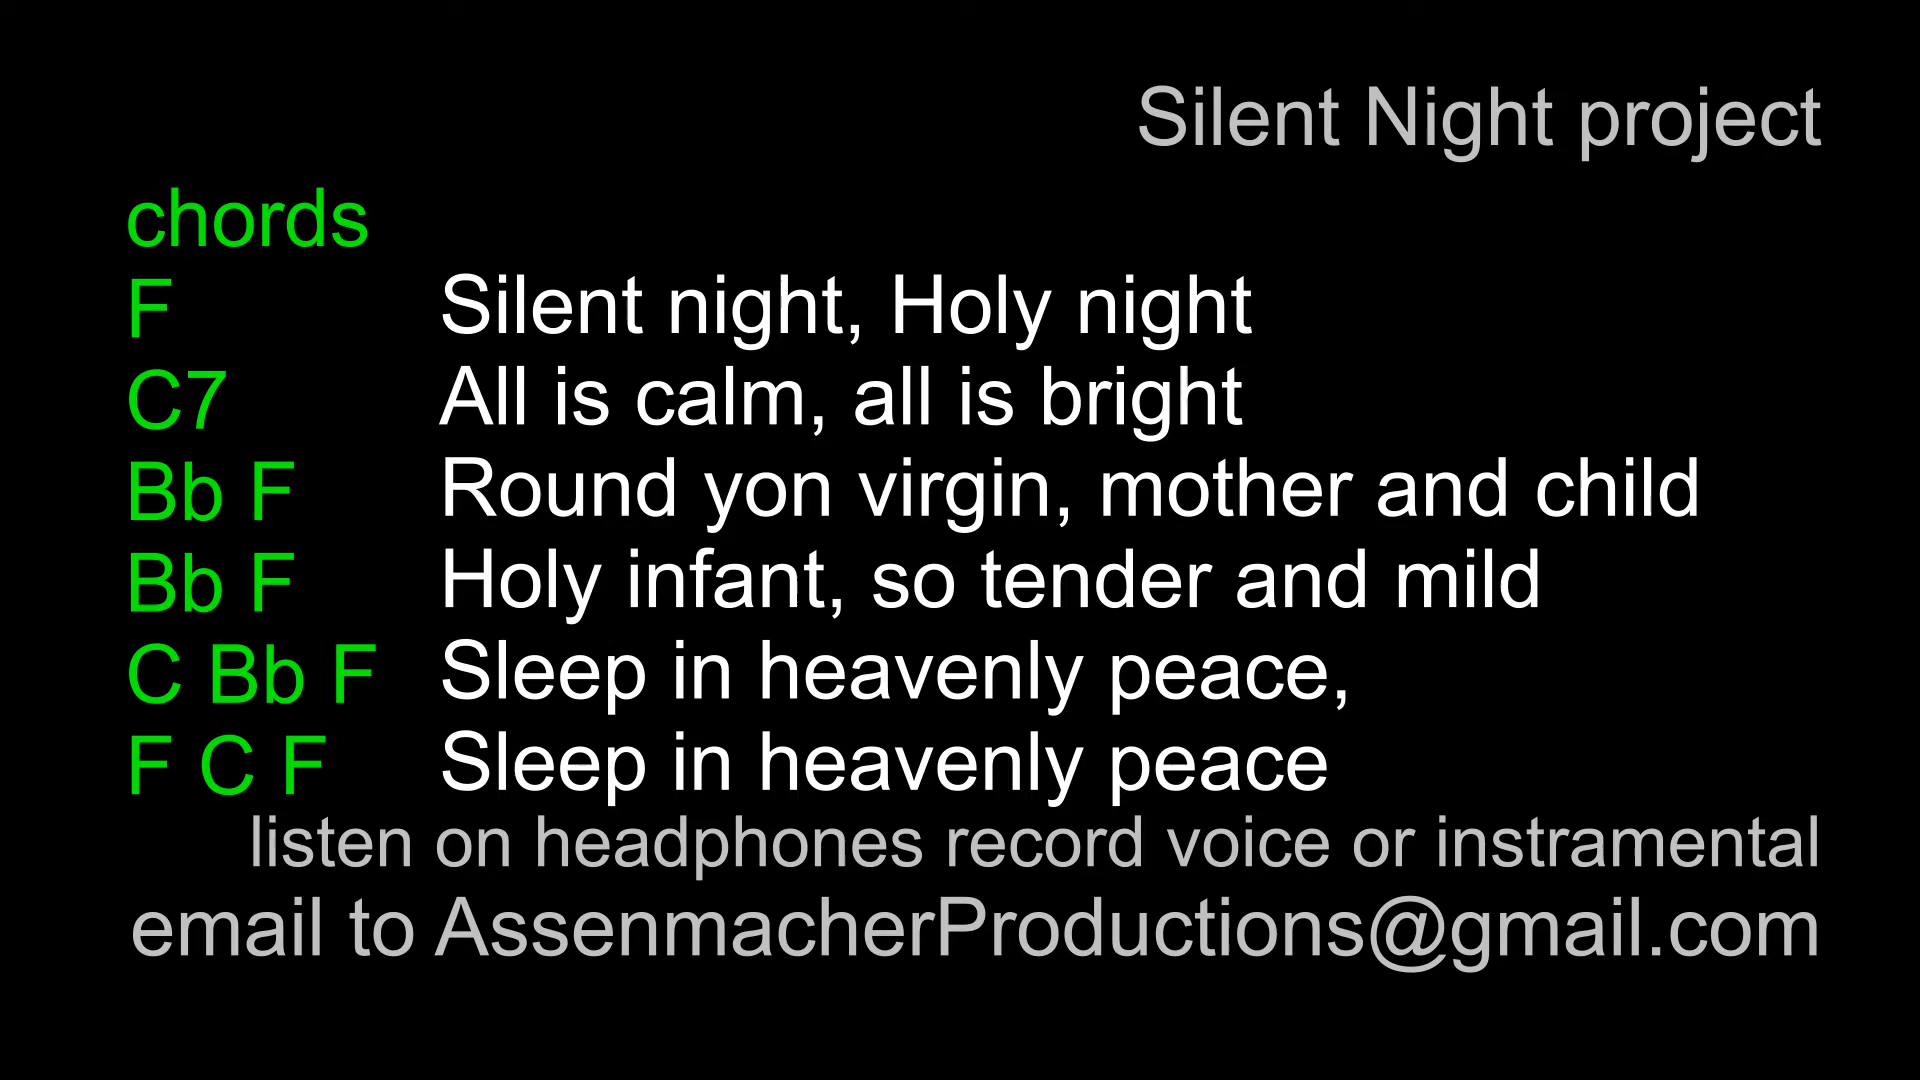 Silent Night project
chords
F Silent night, Holy night
C7 All is calm, all is bright
Bb F Round yon virgin, mother and child
Bb F Holy infant, so tender and mild
C Bb F Sleep in heavenly peace,
F C F Sleep in heavenly peace
listen on headphones record voice or instramental
email to AssenmacherProductions@gmail.com